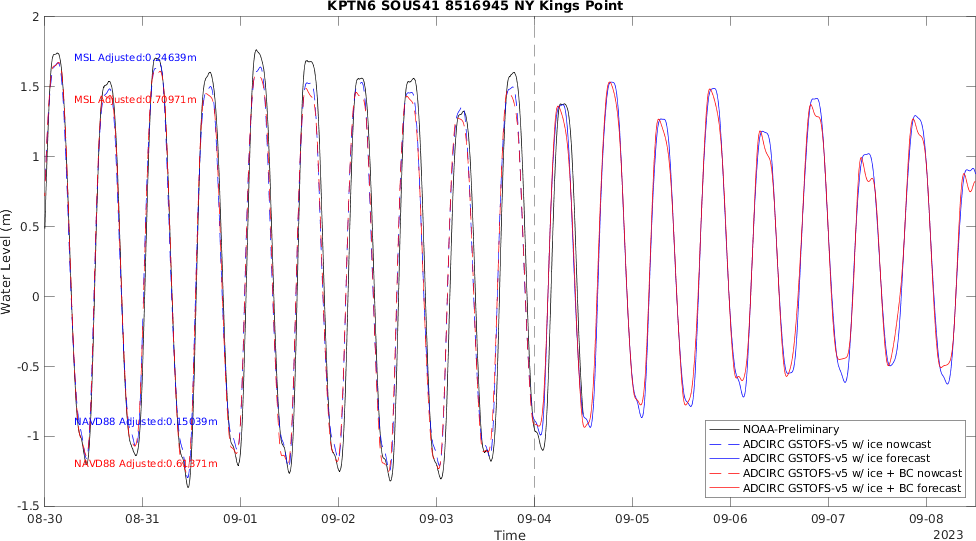 KPTN6 SOUS41 8516945 NY Kings Point
2
1.5
1
0.5
0
-0.5
-1
-1.5
Water Level (m)
MSL Adjusted:0.24639m
MSL Adjusted:0.70971m
NAVD88 Adjusted:0.15039m
NAVD88 Adjusted:0.61371m
NOAA-Preliminary
ADCIRC GSTOFS-v5 w/ ice nowcast
ADCIRC GSTOFS-v5 w/ ice forecast
ADCIRC GSTOFS-v5 w/ ice + BC nowcast
ADCIRC GSTOFS-v5 w/ ice + BC forecast
08-30 08-31 09-01 09-02 09-03 09-04 09-05 09-06 09-07 09-08
Time
2023